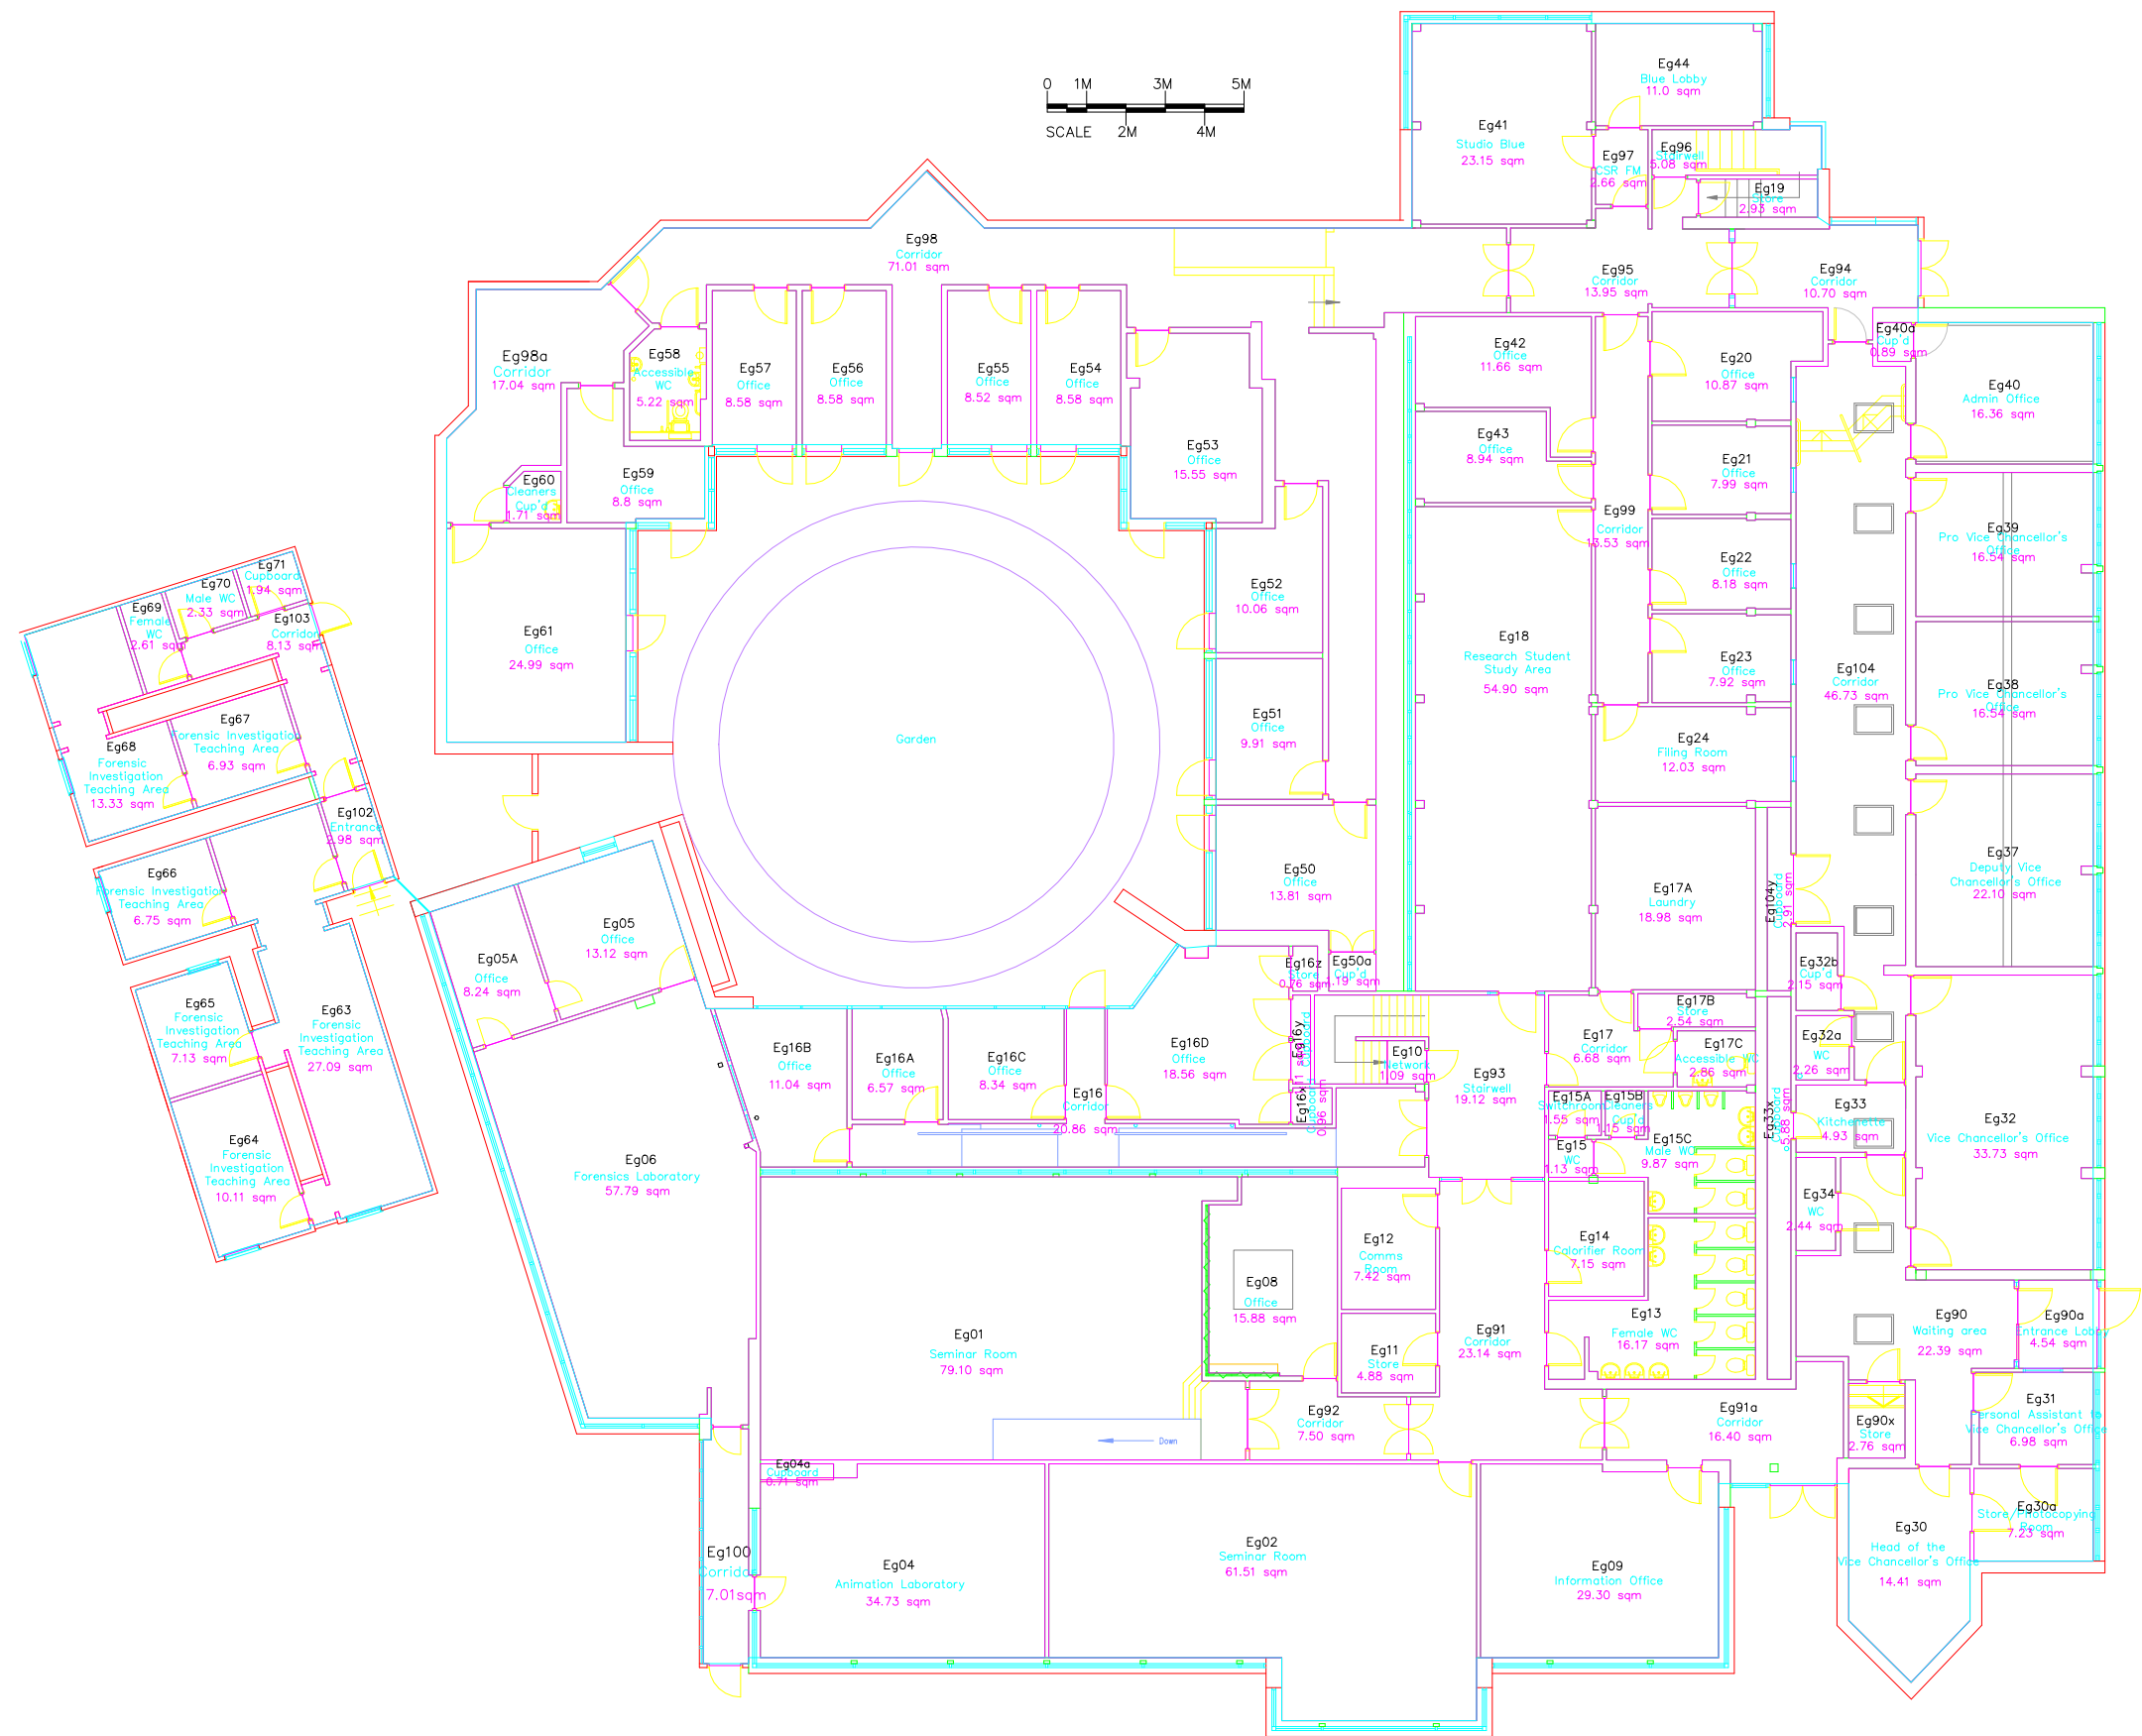 0 1M 3M 5M
SCALE 2M 4M
Eg44
Blue Lobby
11.0 sqm
Eg41
Studio Blue
23.15 sqm
Eg97
CSR FM
2.66 sqm
Eg96
Stairwell
5.08 sqm
Eg19
Store
2.93 sqm
Eg98
Corridor
71.01 sqm
Eg95
Corridor
13.95 sqm
Eg94
Corridor
10.70 sqm
Eg98a
Corridor
17.04 sqm
Eg58
Accessible
WC
5.22 sqm
Eg57
Office
8.58 sqm
Eg56
Office
8.58 sqm
Eg55
Office
8.52 sqm
Eg54
Office
8.58 sqm
Eg53
Office
15.55 sqm
Eg42
Office
11.66 sqm
Eg20
Office
10.87 sqm
Eg40a
Cup'd
0.89 sqm
Eg40
Admin Office
16.36 sqm
Eg43
Office
8.94 sqm
Eg21
Office
7.99 sqm
Eg60
Cleaners
Cup'd
1.71 sqm
Eg59
Office
8.8 sqm
Eg99
Corridor
13.53 sqm
Eg39
Pro Vice Chancellor's
Office
16.54 sqm
Eg22
Office
8.18 sqm
Eg52
Office
10.06 sqm
Eg71
Cupboard
1.94 sqm
Eg70
Male WC
2.33 sqm
Eg69
Female
WC
2.61 sqm
Eg103
Corridor
8.13 sqm
Eg61
Office
24.99 sqm
Eg18
Research Student
Study Area
54.90 sqm
Eg23
Office
7.92 sqm
Eg104
Corridor
46.73 sqm
Eg38
Pro Vice Chancellor's
Office
16.54 sqm
Eg67
Forensic Investigation
Teaching Area
6.93 sqm
Eg68
Forensic
Investigation
Teaching Area
13.33 sqm
Garden
Eg51
Office
9.91 sqm
Eg24
Filing Room
12.03 sqm
Eg102
Entrance
2.98 sqm
Eg37
Deputy Vice
Chancellor's Office
22.10 sqm
Eg66
Forensic Investigation
Teaching Area
6.75 sqm
Eg50
Office
13.81 sqm
Eg17A
Laundry
18.98 sqm
Eg104y
Cupboard
2.91 sqm
Eg05
Office
13.12 sqm
Eg05A
Office
8.24 sqm
Eg16z
Store
0.76 sqm
Eg50a
Cup'd
1.19 sqm
Eg32b
Cup'd
2.15 sqm
Eg65
Forensic
Investigation
Teaching Area
7.13 sqm
Eg63
Forensic
Investigation
Teaching Area
27.09 sqm
Eg17B
Store
2.54 sqm
Eg16B
Office
11.04 sqm
Eg16A
Office
6.57 sqm
Eg16C
Office
8.34 sqm
Eg16D
Office
18.56 sqm
Eg16y
Cupboard
Eg10
Network
1.09 sqm
Eg17
Corridor
6.68 sqm
Eg17C
Accessible WC
2.86 sqm
Eg32a
WC
2.26 sqm
Eg93
Stairwell
19.12 sqm
Eg16
Corridor
20.86 sqm
Eg16x
Cupboard
0.96 sqm
Eg15A
Switchroom
1.55 sqm
Eg15B
Cleaners
Cup'd
1.15 sqm
Eg33x
Cupboard
5.88 sqm
Eg33
Kitchenette
4.93 sqm
Eg32
Vice Chancellor's Office
33.73 sqm
Eg64
Forensic
Investigation
Teaching Area
10.11 sqm
Eg06
Forensics Laboratory
57.79 sqm
Eg15
WC
1.13 sqm
Eg15C
Male WC
9.87 sqm
Eg34
WC
2.44 sqm
Eg12
Comms
Room
7.42 sqm
Eg14
Calorifier Room
7.15 sqm
Eg08
Office
15.88 sqm
Eg01
Seminar Room
79.10 sqm
Eg11
Store
4.88 sqm
Eg91
Corridor
23.14 sqm
Eg13
Female WC
16.17 sqm
Eg90
Waiting area
22.39 sqm
Eg90a
Entrance Lobby
4.54 sqm
Eg92
Corridor
7.50 sqm
Down
Eg91a
Corridor
16.40 sqm
Eg90x
Store
2.76 sqm
Eg31
Personal Assistant to
Vice Chancellor's Office
6.98 sqm
Eg04a
Cupboard
0.71 sqm
Eg100
Corridor
7.01sqm
Eg04
Animation Laboratory
34.73 sqm
Eg02
Seminar Room
61.51 sqm
Eg09
Information Office
29.30 sqm
Eg30
Head of the
Vice Chancellor's Office
14.41 sqm
Eg30a
Store/Photocopying
Room
7.23 sqm